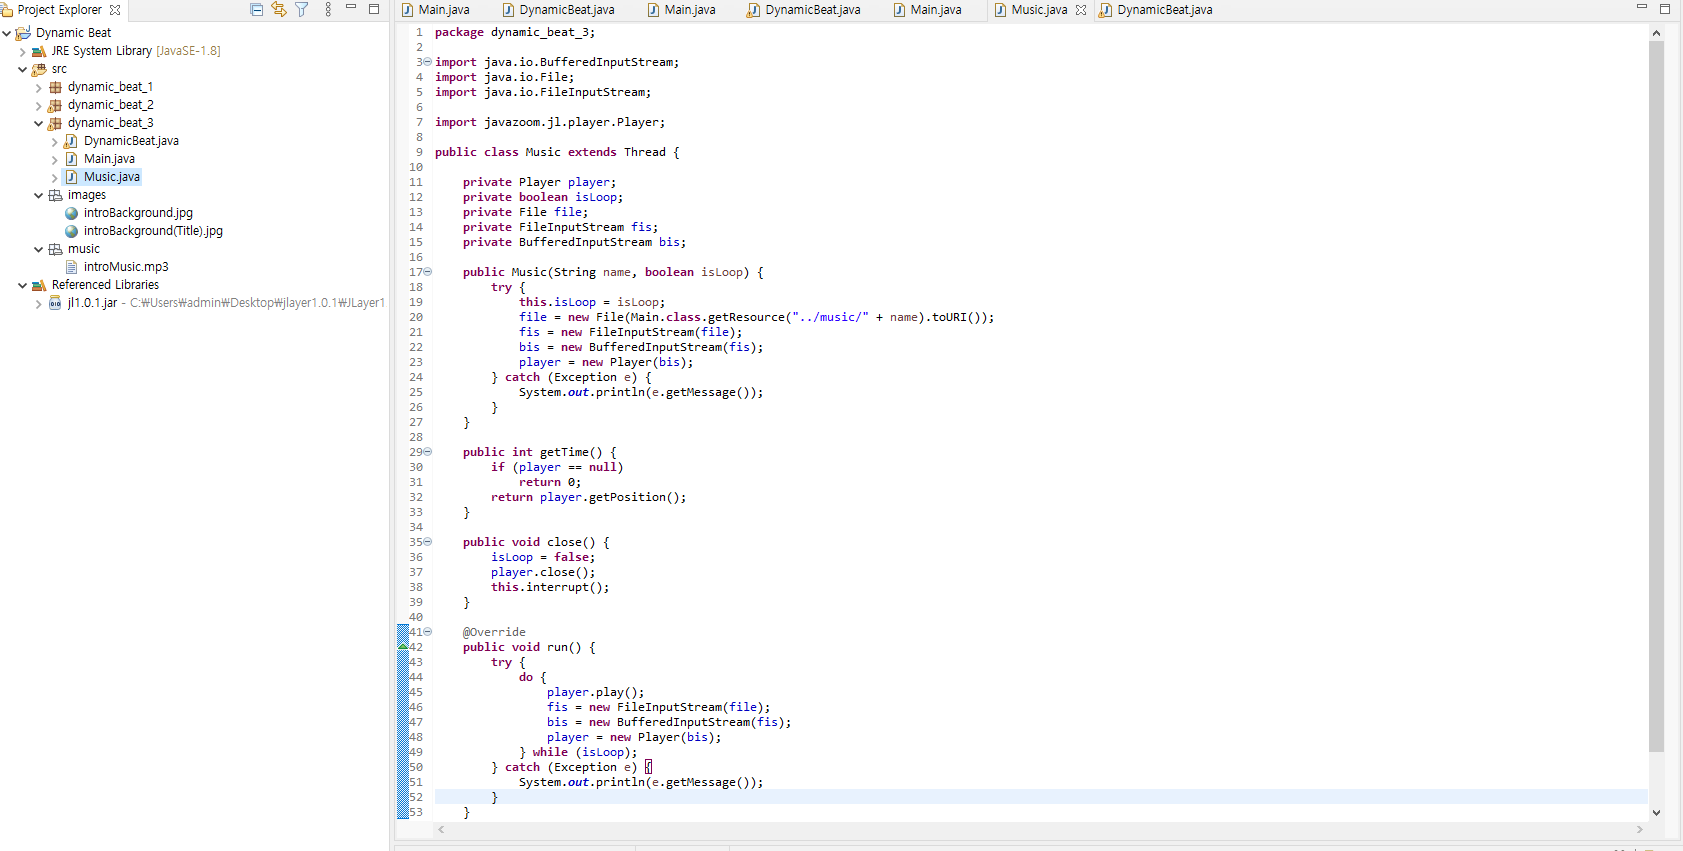 Project Explorer
Dynamic Beat
JRE System Library [JavaSE-1.8]
src
dynamic_beat_1
dynamic_beat_2
dynamic_beat_3
DynamicBeat.java
Main.java
Music.java
images
introBackground.jpg
introBackground(Title).jpg
music
introMusic.mp3
Referenced Libraries
jl1.0.1.jar - C:₩Users₩admin₩Desktop₩jlayer1.0.1₩JLayer1
Main.java DynamicBeat.java Main.java DynamicBeat.java Main.java Music.java DynamicBeat.java
1 package dynamic_beat_3;
2
3 import java.io.BufferedInputStream;
4 import java.io.File;
5 import java.io.FileInputStream;
6
7 import javazoom.jl.player.Player;
8
9 public class Music extends Thread {
10
11 private Player player;
12 private boolean isLoop;
13 private File file;
14 private FileInputStream fis;
15 private BufferedInputStream bis;
16
17 public Music(String name, boolean isLoop) {
18 try {
19 this.isLoop = isLoop;
20 file = new File(Main.class.getResource("../music/" + name).toURI());
21 fis = new FileInputStream(file);
22 bis = new BufferedInputStream(fis);
23 player = new Player(bis);
24 } catch (Exception e) {
25 System.out.println(e.getMessage());
26 }
27 }
28
29 public int getTime() {
30 if (player == null)
31 return 0;
32 return player.getPosition();
33 }
34
35 public void close() {
36 isLoop = false;
37 player.close();
38 this.interrupt();
39 }
40
41 @Override
42 public void run() {
43 try {
44 do {
45 player.play();
46 fis = new FileInputStream(file);
47 bis = new BufferedInputStream(fis);
48 player = new Player(bis);
49 } while (isLoop);
50 } catch (Exception e) {
51 System.out.println(e.getMessage());
52 }
53 }